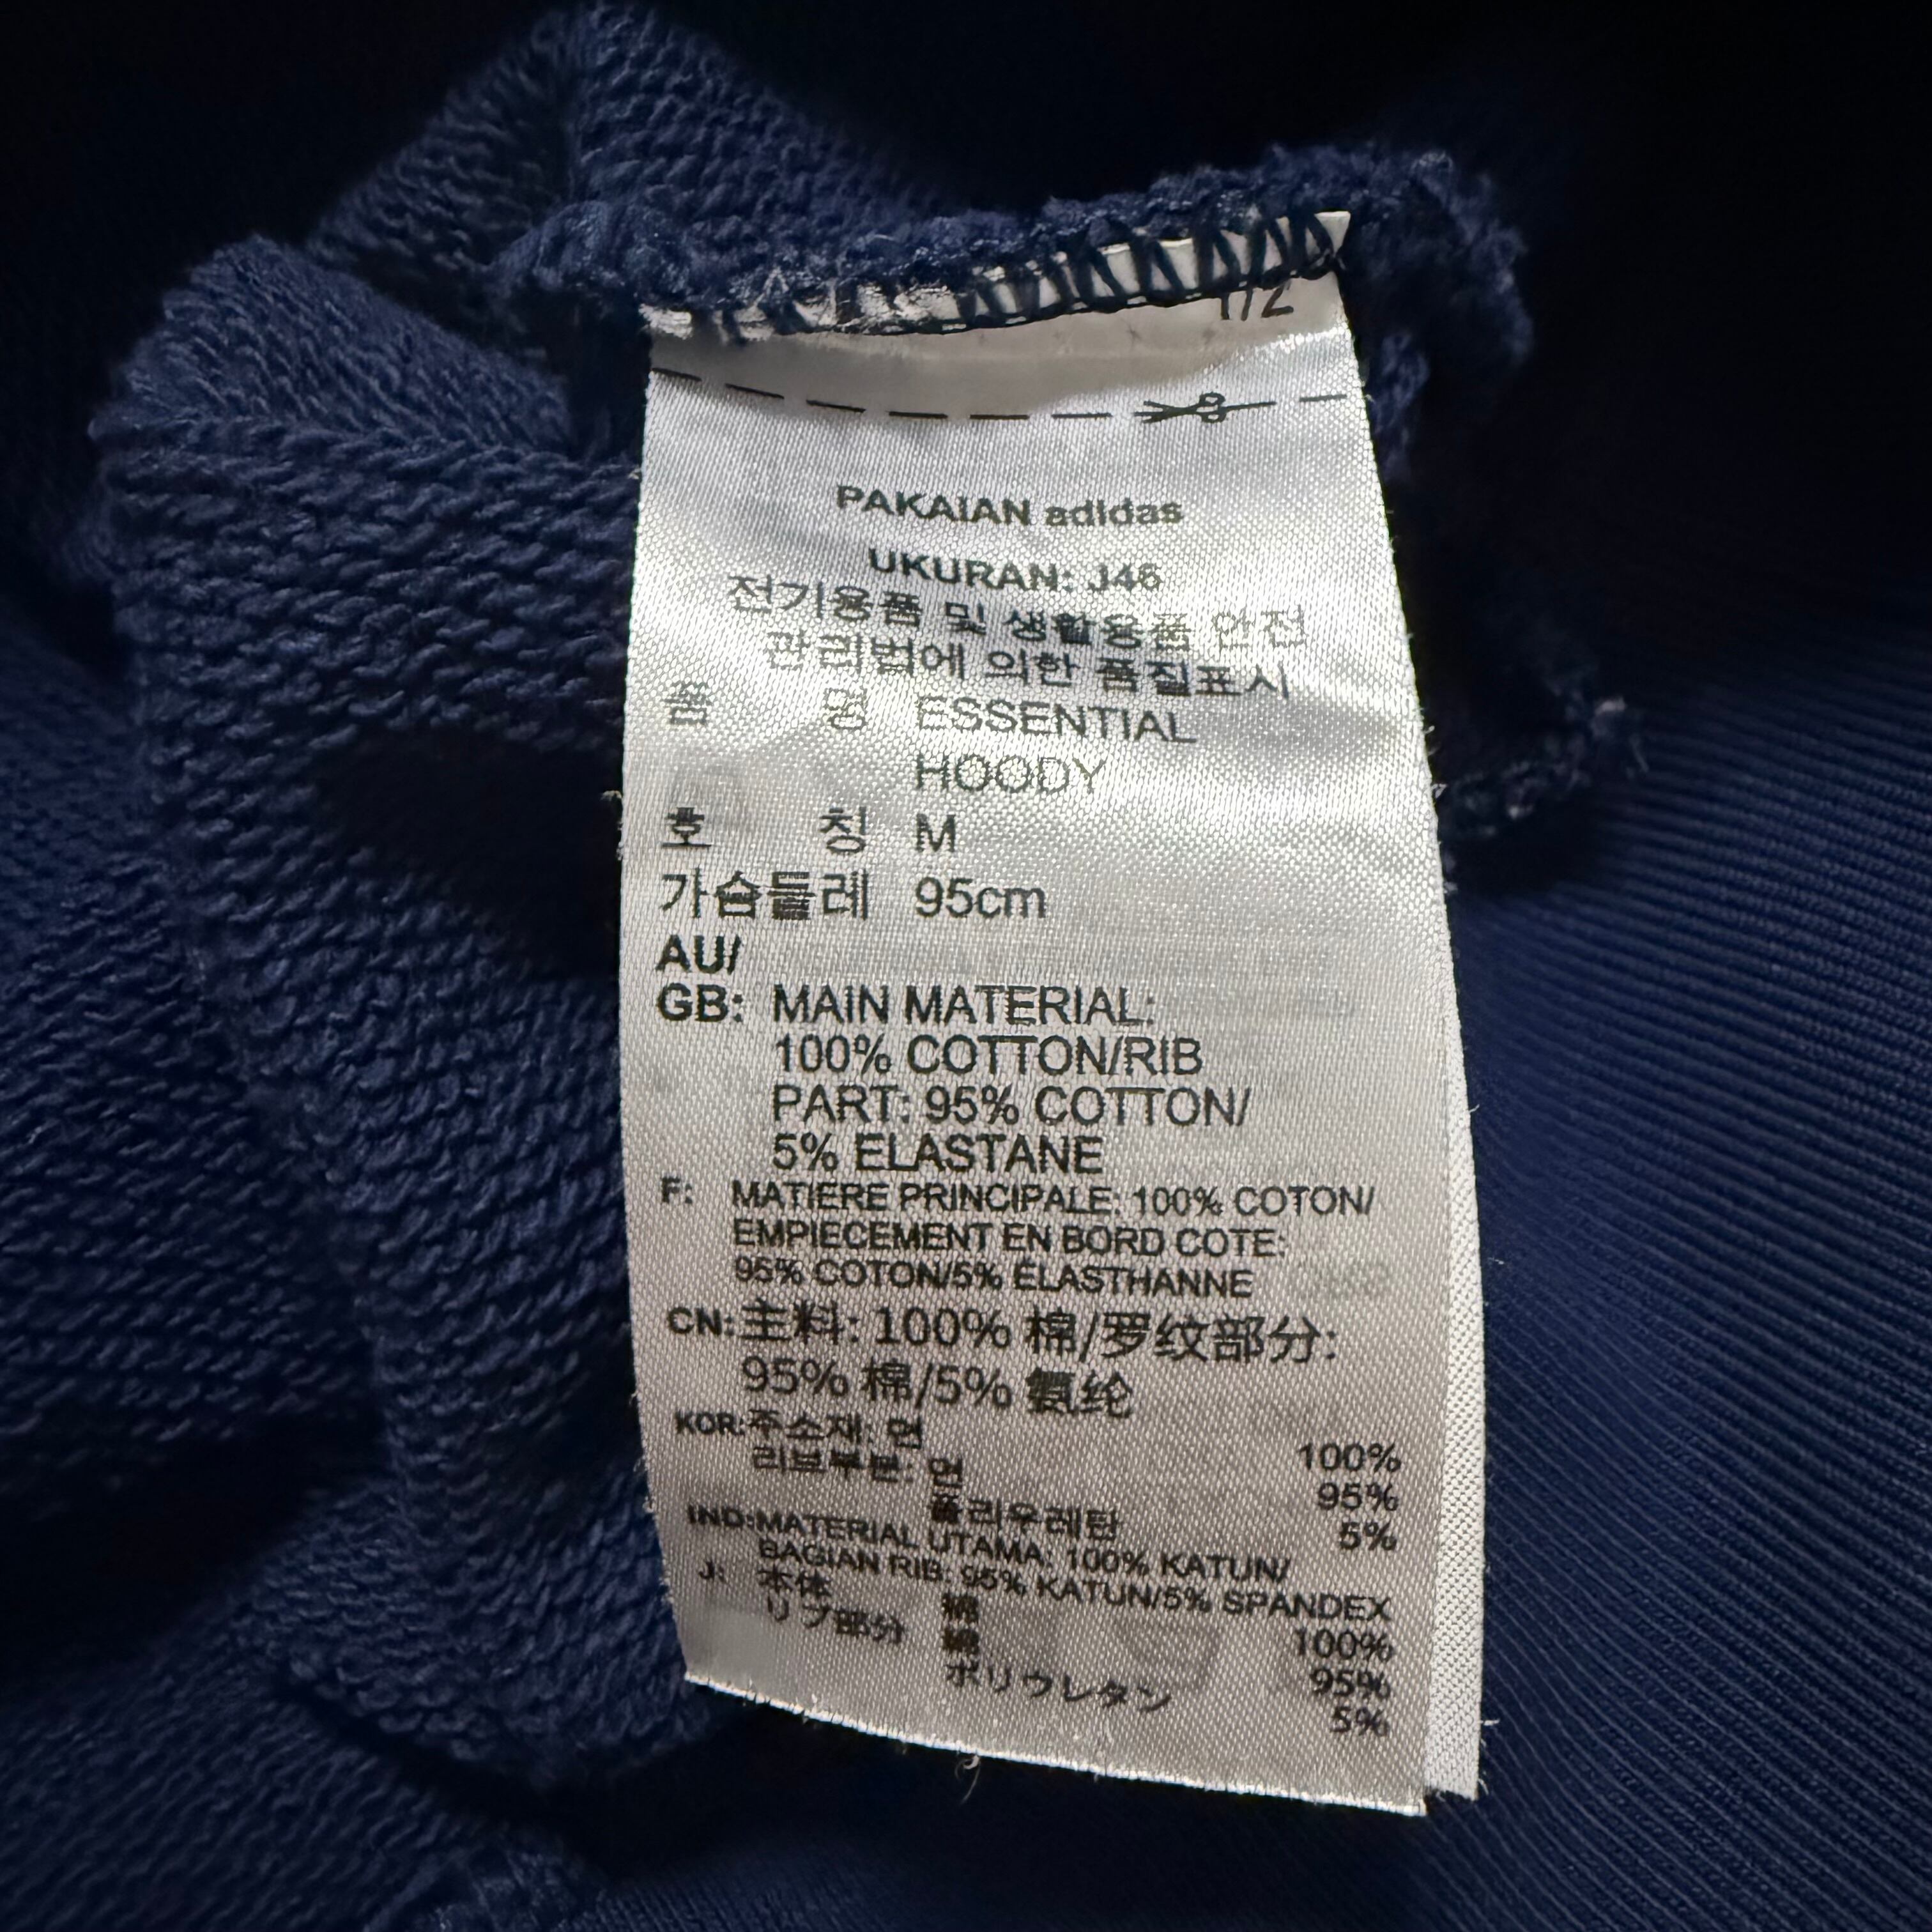 1/2
PAKAIAN adidas
UKURAN: J46
전기용품 및 생활용품 안전
관리법에 의한 품질표시
품 명 ESSENTIAL
HOODY
호 칭 M
가슴둘레 95cm
AU/
GB: MAIN MATERIAL:
100% COTTON/RIB
PART: 95% COTTON/
5% ELASTANE
F: MATIERE PRINCIPALE: 100% COTON/
EMPIECEMENT EN BORD COTE:
95% COTON/5% ÉLASTHANNE
CN: 主料: 100% 棉/罗纹部分:
95% 棉/5% 氨纶
KOR: 주소재: 면 100%
리브부분: 면 95%
폴리우레탄 5%
IND: MATERIAL UTAMA: 100% KATUN/
BAGIAN RIB: 95% KATUN/5% SPANDEX
J: 本体 綿 100%
リブ部分 綿 95%
ポリウレタン 5%